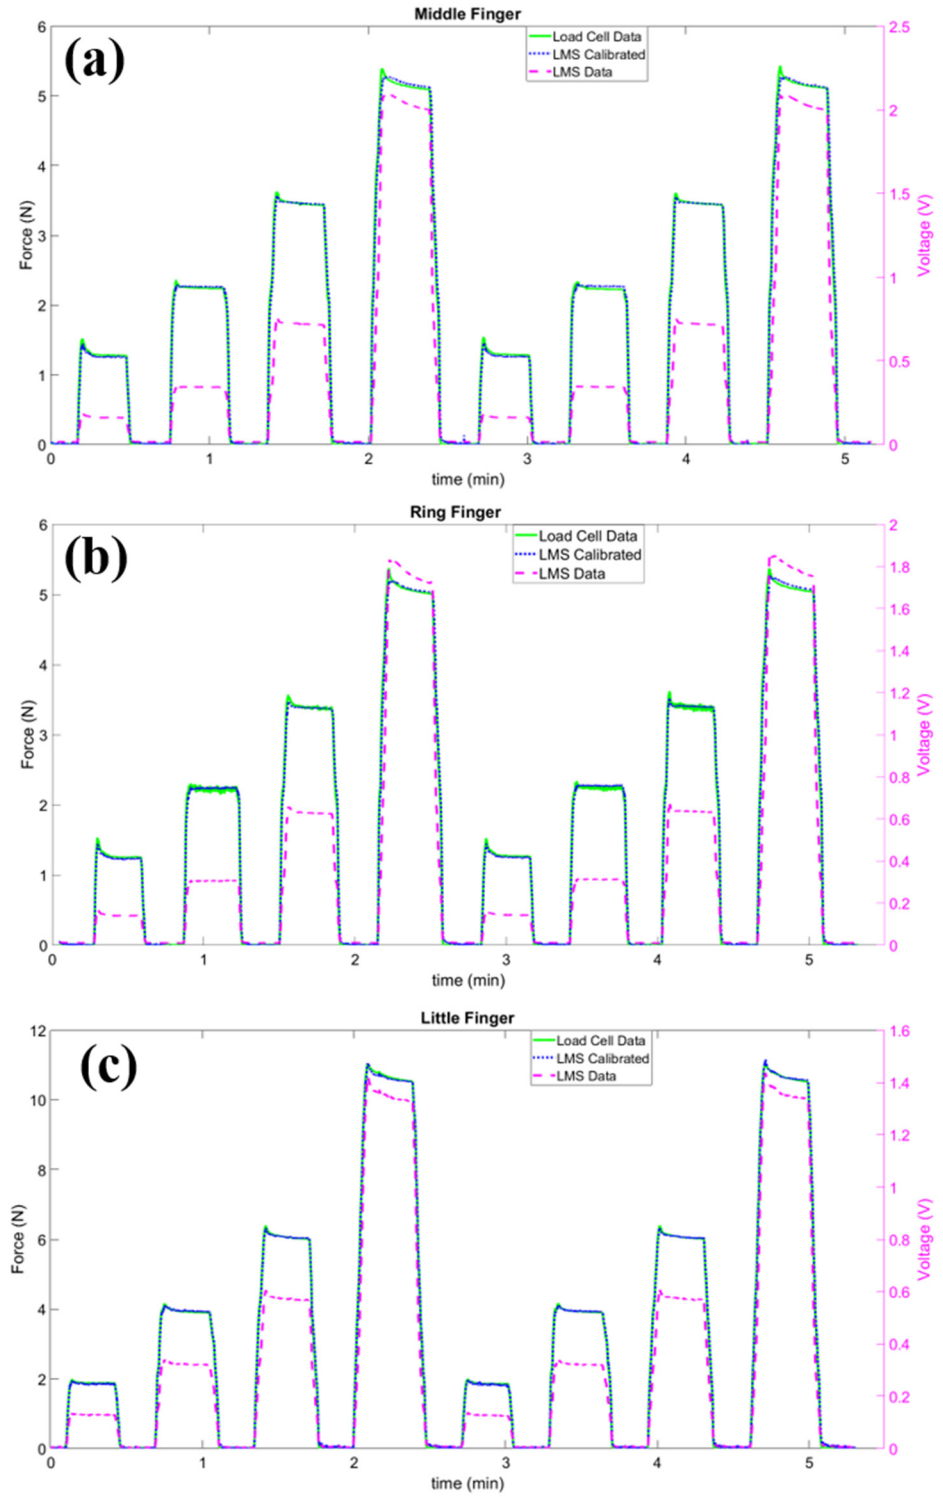 Middle Finger
(a)
Load Cell Data
LMS Calibrated
LMS Data
6
5
4
3
2
1
0
Force (N)
2.5
2
1.5
1
0.5
0
Voltage (V)
0 1 2 3 4 5
time (min)
Ring Finger
(b)
Load Cell Data
LMS Calibrated
LMS Data
6
5
4
3
2
1
0
Force (N)
2
1.8
1.6
1.4
1.2
1
0.8
0.6
0.4
0.2
0
Voltage (V)
0 1 2 3 4 5
time (min)
Little Finger
(c)
Load Cell Data
LMS Calibrated
LMS Data
12
10
8
6
4
2
0
Force (N)
1.6
1.4
1.2
1
0.8
0.6
0.4
0.2
0
Voltage (V)
0 1 2 3 4 5
time (min)